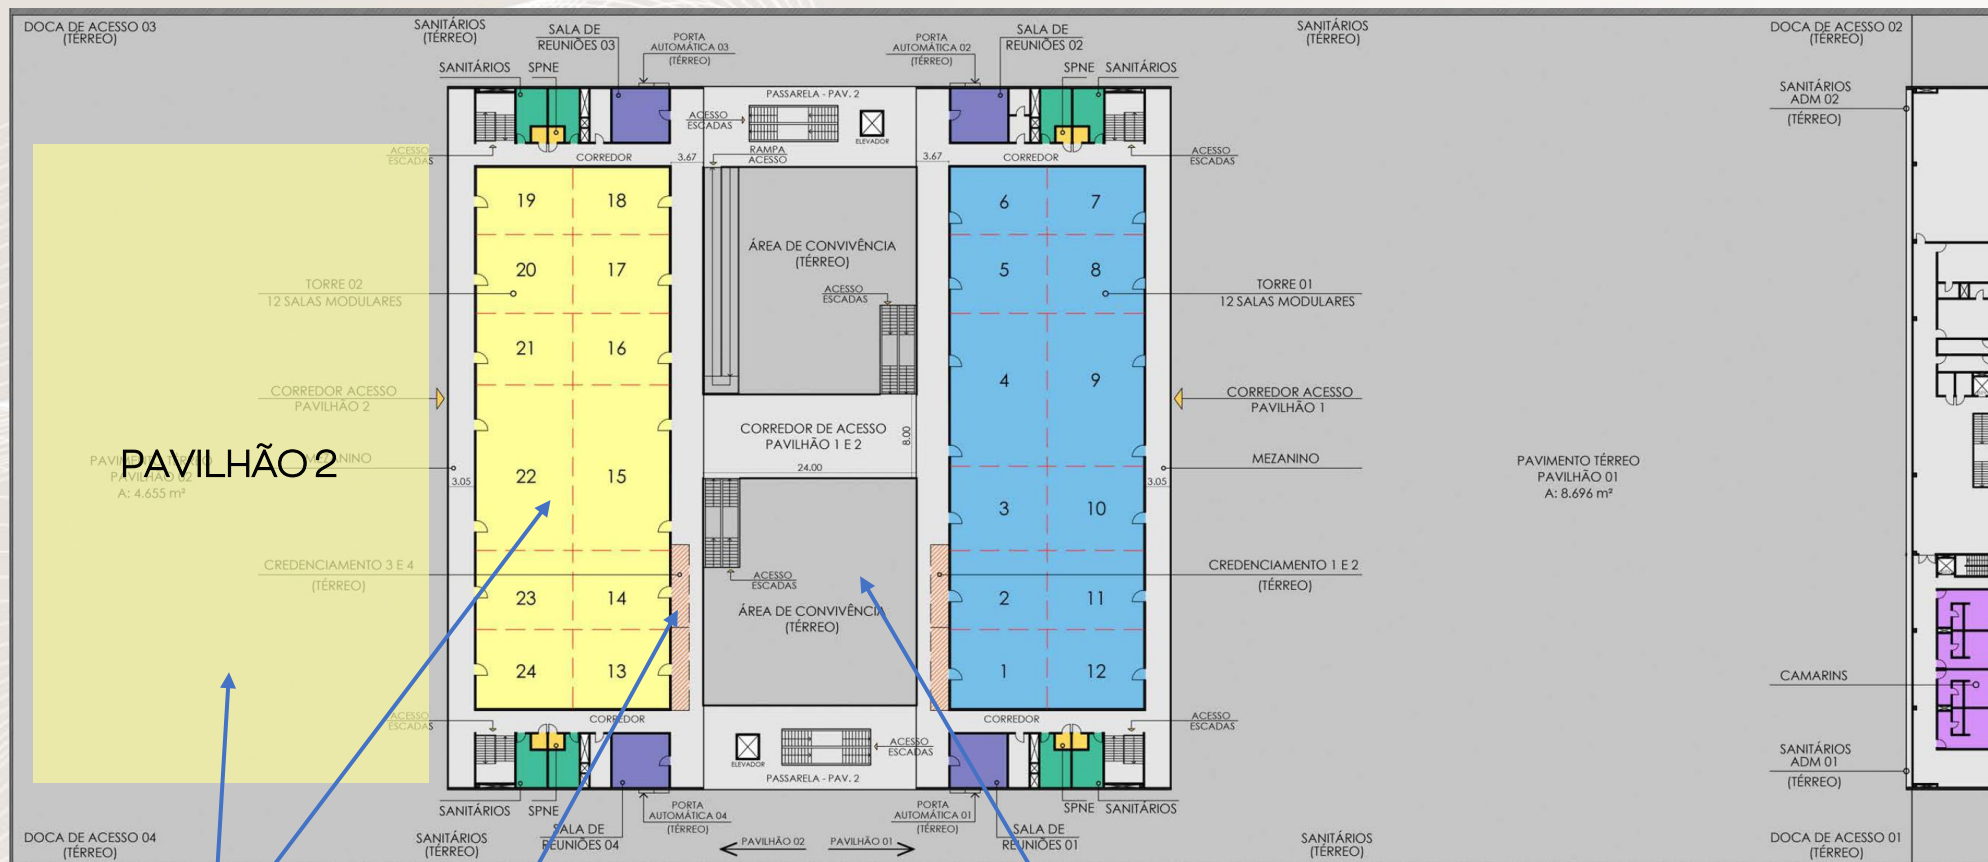 DOCA DE ACESSO 03
(TÉRREO)
SANITÁRIOS
(TÉRREO)
SALA DE
REUNIÕES 03
PORTA
AUTOMÁTICA 03
(TÉRREO)
PORTA
AUTOMÁTICA 02
(TÉRREO)
SALA DE
REUNIÕES 02
SANITÁRIOS
(TÉRREO)
DOCA DE ACESSO 02
(TÉRREO)
SANITÁRIOS
SPNE
SPNE
SANITÁRIOS
SANITÁRIOS
ADM 02
(TÉRREO)
PASSARELA - PAV. 2
ACESSO
ESCADAS
ELEVADOR
ACESSO
ESCADAS
CORREDOR
3.67
RAMPA
ACESSO
3.67
CORREDOR
ACESSO
ESCADAS
19
18
6
7
ÁREA DE CONVIVÊNCIA
(TÉRREO)
20
17
5
8
TORRE 02
12 SALAS MODULARES
ACESSO
ESCADAS
TORRE 01
12 SALAS MODULARES
21
16
4
9
CORREDOR ACESSO
PAVILHÃO 2
CORREDOR ACESSO
PAVILHÃO 1
CORREDOR DE ACESSO
PAVILHÃO 1 E 2
8.00
24.00
PAVILHÃO 2
PAVIMENTO TÉRREO
PAVILHÃO 02
A: 4.655 m²
MEZANINO
3.05
22
15
3
10
3.05
MEZANINO
PAVIMENTO TÉRREO
PAVILHÃO 01
A: 8.696 m²
CREDENCIAMENTO 3 E 4
(TÉRREO)
ACESSO
ESCADAS
CREDENCIAMENTO 1 E 2
(TÉRREO)
23
14
2
11
ÁREA DE CONVIVÊNCIA
(TÉRREO)
24
13
1
12
CAMARINS
ACESSO
ESCADAS
CORREDOR
CORREDOR
ACESSO
ESCADAS
ELEVADOR
ACESSO
ESCADAS
PASSARELA - PAV. 2
SANITÁRIOS
ADM 01
(TÉRREO)
SANITÁRIOS
SPNE
PORTA
AUTOMÁTICA 04
(TÉRREO)
PORTA
AUTOMÁTICA 01
(TÉRREO)
SPNE
SANITÁRIOS
DOCA DE ACESSO 04
(TÉRREO)
SANITÁRIOS
(TÉRREO)
SALA DE
REUNIÕES 04
PAVILHÃO 02
PAVILHÃO 01
SALA DE
REUNIÕES 01
SANITÁRIOS
(TÉRREO)
DOCA DE ACESSO 01
(TÉRREO)